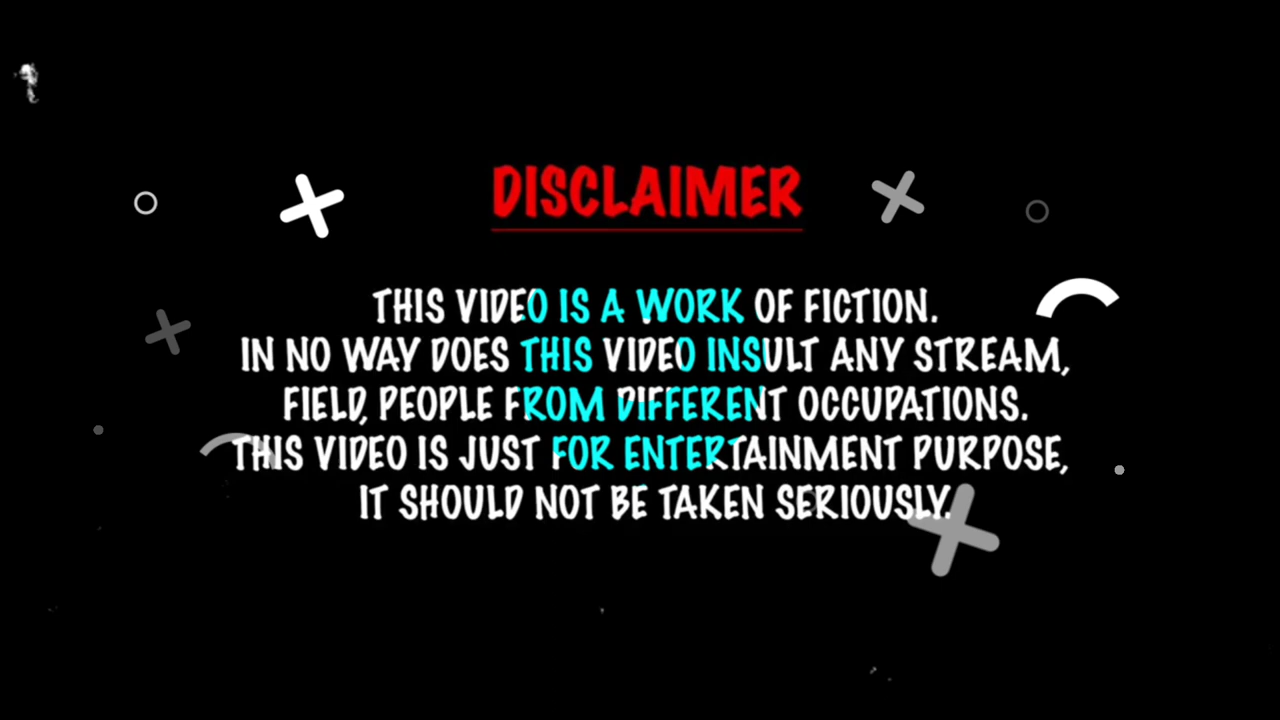 DISCLAIMER
THIS VIDEO IS A WORK OF FICTION.
IN NO WAY DOES THIS VIDEO INSULT ANY STREAM,
FIELD, PEOPLE FROM DIFFERENT OCCUPATIONS.
THIS VIDEO IS JUST FOR ENTERTAINMENT PURPOSE,
IT SHOULD NOT BE TAKEN SERIOUSLY.